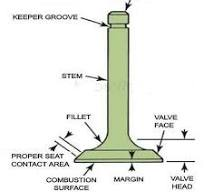 KEEPER GROOVE
STEM
FILLET
VALVE
FACE
PROPER SEAT
CONTACT AREA
COMBUSTION
SURFACE
MARGIN
VALVE
HEAD